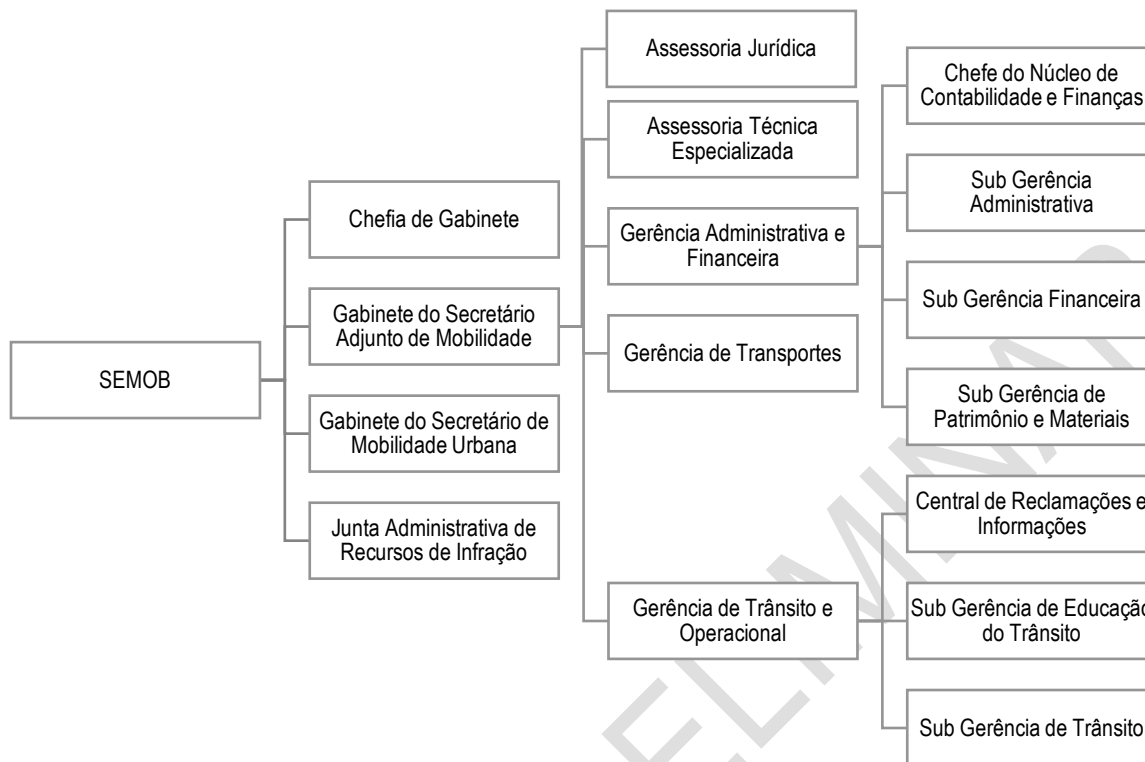 Assessoria Jurídica
Chefe do Núcleo de
Contabilidade e Finanças
Assessoria Técnica
Especializada
Sub Gerência
Administrativa
Chefia de Gabinete
Gerência Administrativa e
Financeira
Gabinete do Secretário
Adjunto de Mobilidade
Sub Gerência Financeira
SEMOB
Gerência de Transportes
Gabinete do Secretário de
Mobilidade Urbana
Sub Gerência de
Patrimônio e Materiais
Junta Administrativa de
Recursos de Infração
Central de Reclamações e
Informações
Gerência de Trânsito e
Operacional
Sub Gerência de Educação
do Trânsito
Sub Gerência de Trânsito